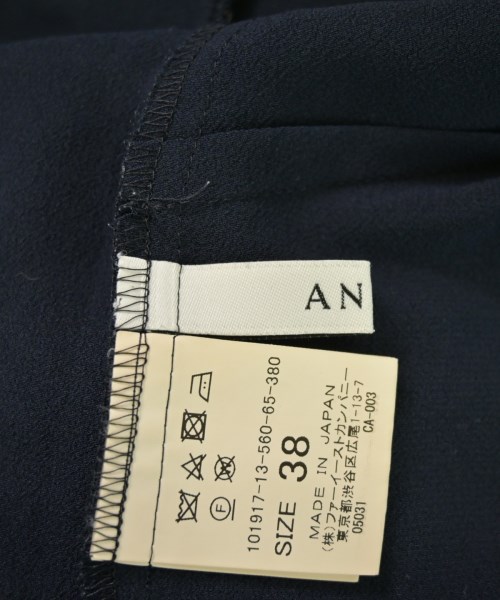 AN
101917-13-560-65-380
SIZE 38
MADE IN JAPAN
(株)ファーイーストカンパニー
東京都渋谷区広尾1-13-7
05031 CA-003
F